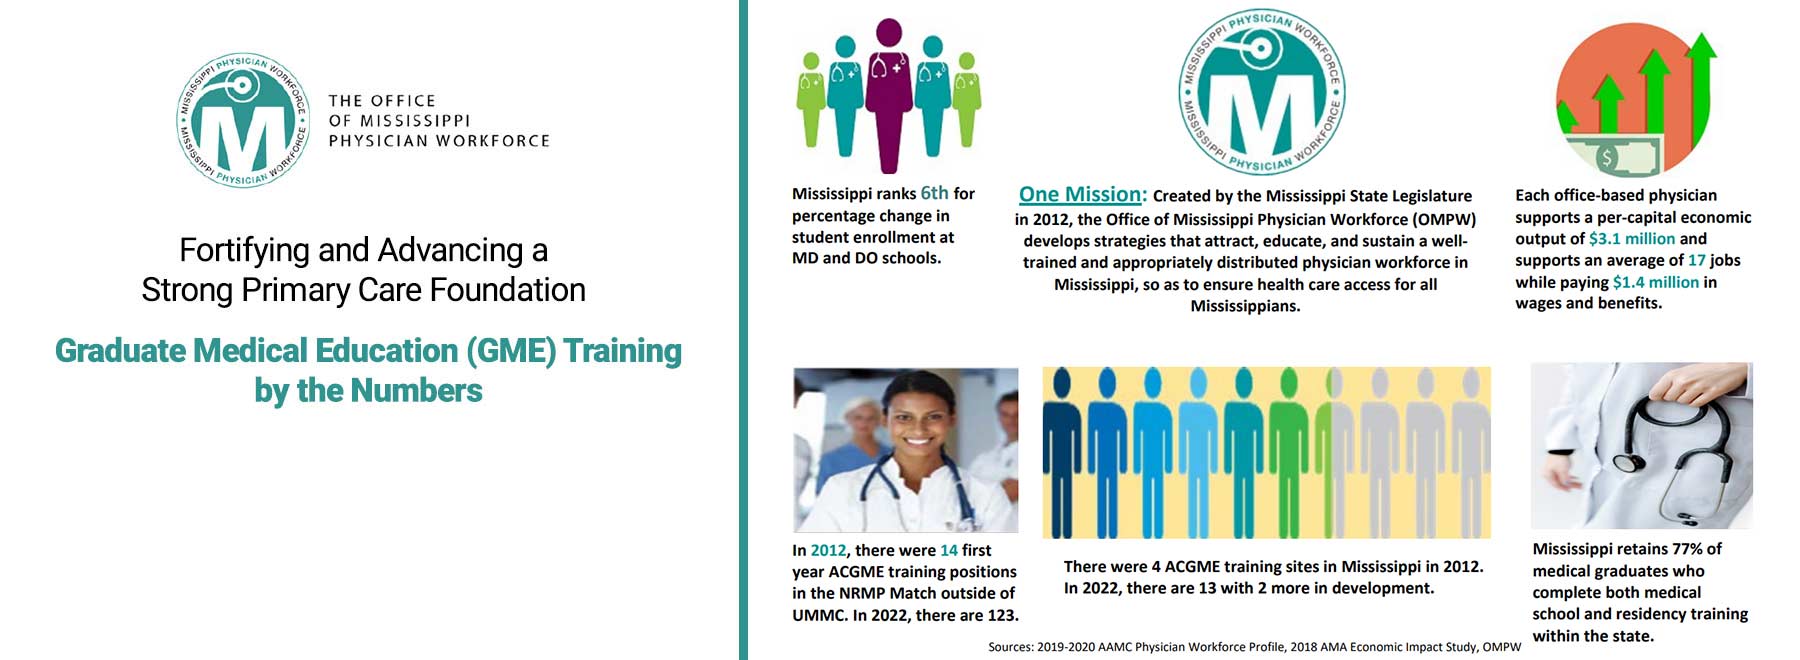 MISSISSIPPI PHYSICIAN WORKFORCE
MISSISSIPPI PHYSICIAN WORKFORCE
M
THE OFFICE
OF MISSISSIPPI
PHYSICIAN WORKFORCE
Fortifying and Advancing a
Strong Primary Care Foundation
Graduate Medical Education (GME) Training
by the Numbers
Mississippi ranks 6th for
percentage change in
student enrollment at
MD and DO schools.
MISSISSIPPI PHYSICIAN WORKFORCE
MISSISSIPPI PHYSICIAN WORKFORCE
M
One Mission: Created by the Mississippi State Legislature
in 2012, the Office of Mississippi Physician Workforce (OMPW)
develops strategies that attract, educate, and sustain a well-
trained and appropriately distributed physician workforce in
Mississippi, so as to ensure health care access for all
Mississippians.
$
Each office-based physician
supports a per-capital economic
output of $3.1 million and
supports an average of 17 jobs
while paying $1.4 million in
wages and benefits.
In 2012, there were 14 first
year ACGME training positions
in the NRMP Match outside of
UMMC. In 2022, there are 123.
There were 4 ACGME training sites in Mississippi in 2012.
In 2022, there are 13 with 2 more in development.
Mississippi retains 77% of
medical graduates who
complete both medical
school and residency training
within the state.
Sources: 2019-2020 AAMC Physician Workforce Profile, 2018 AMA Economic Impact Study, OMPW